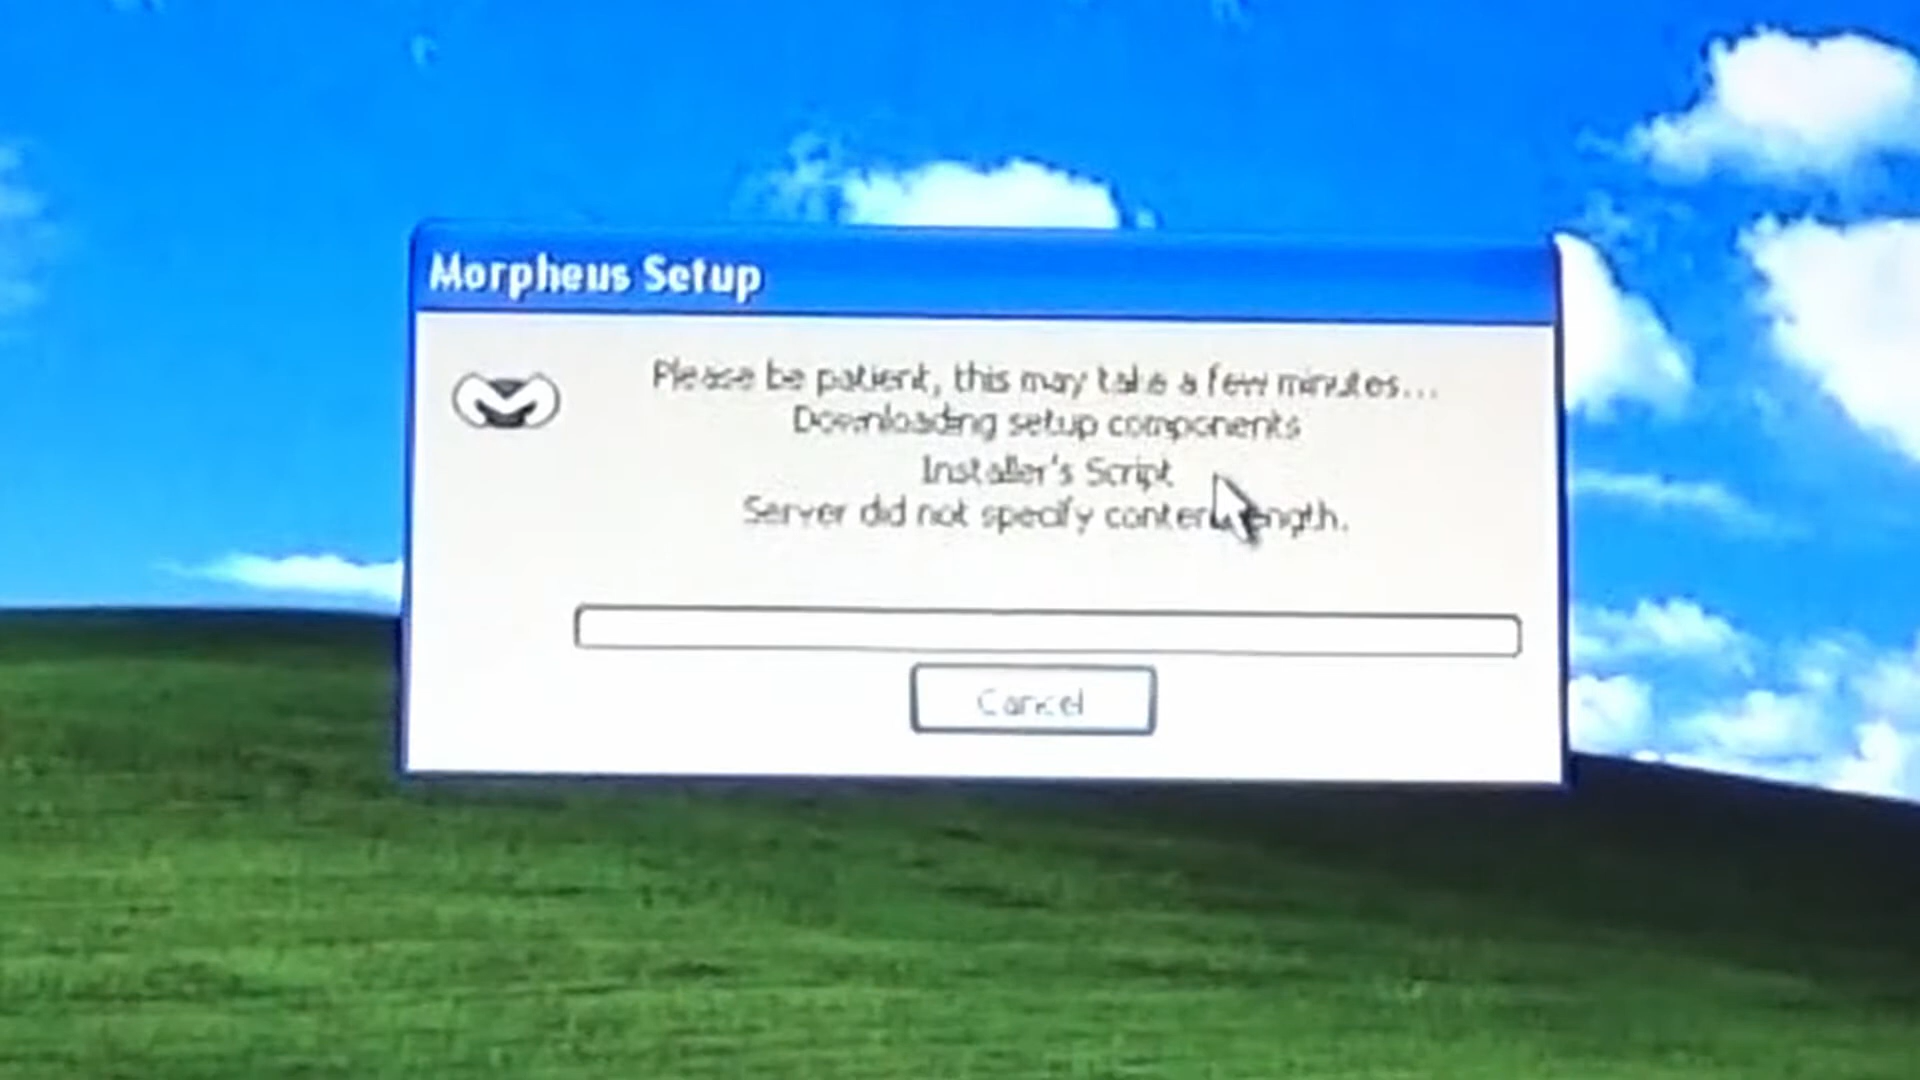 Morpheus Setup
Please be patient, this may take a few minutes...
Downloading setup components
Installer's Script
Server did not specify content length.
Cancel